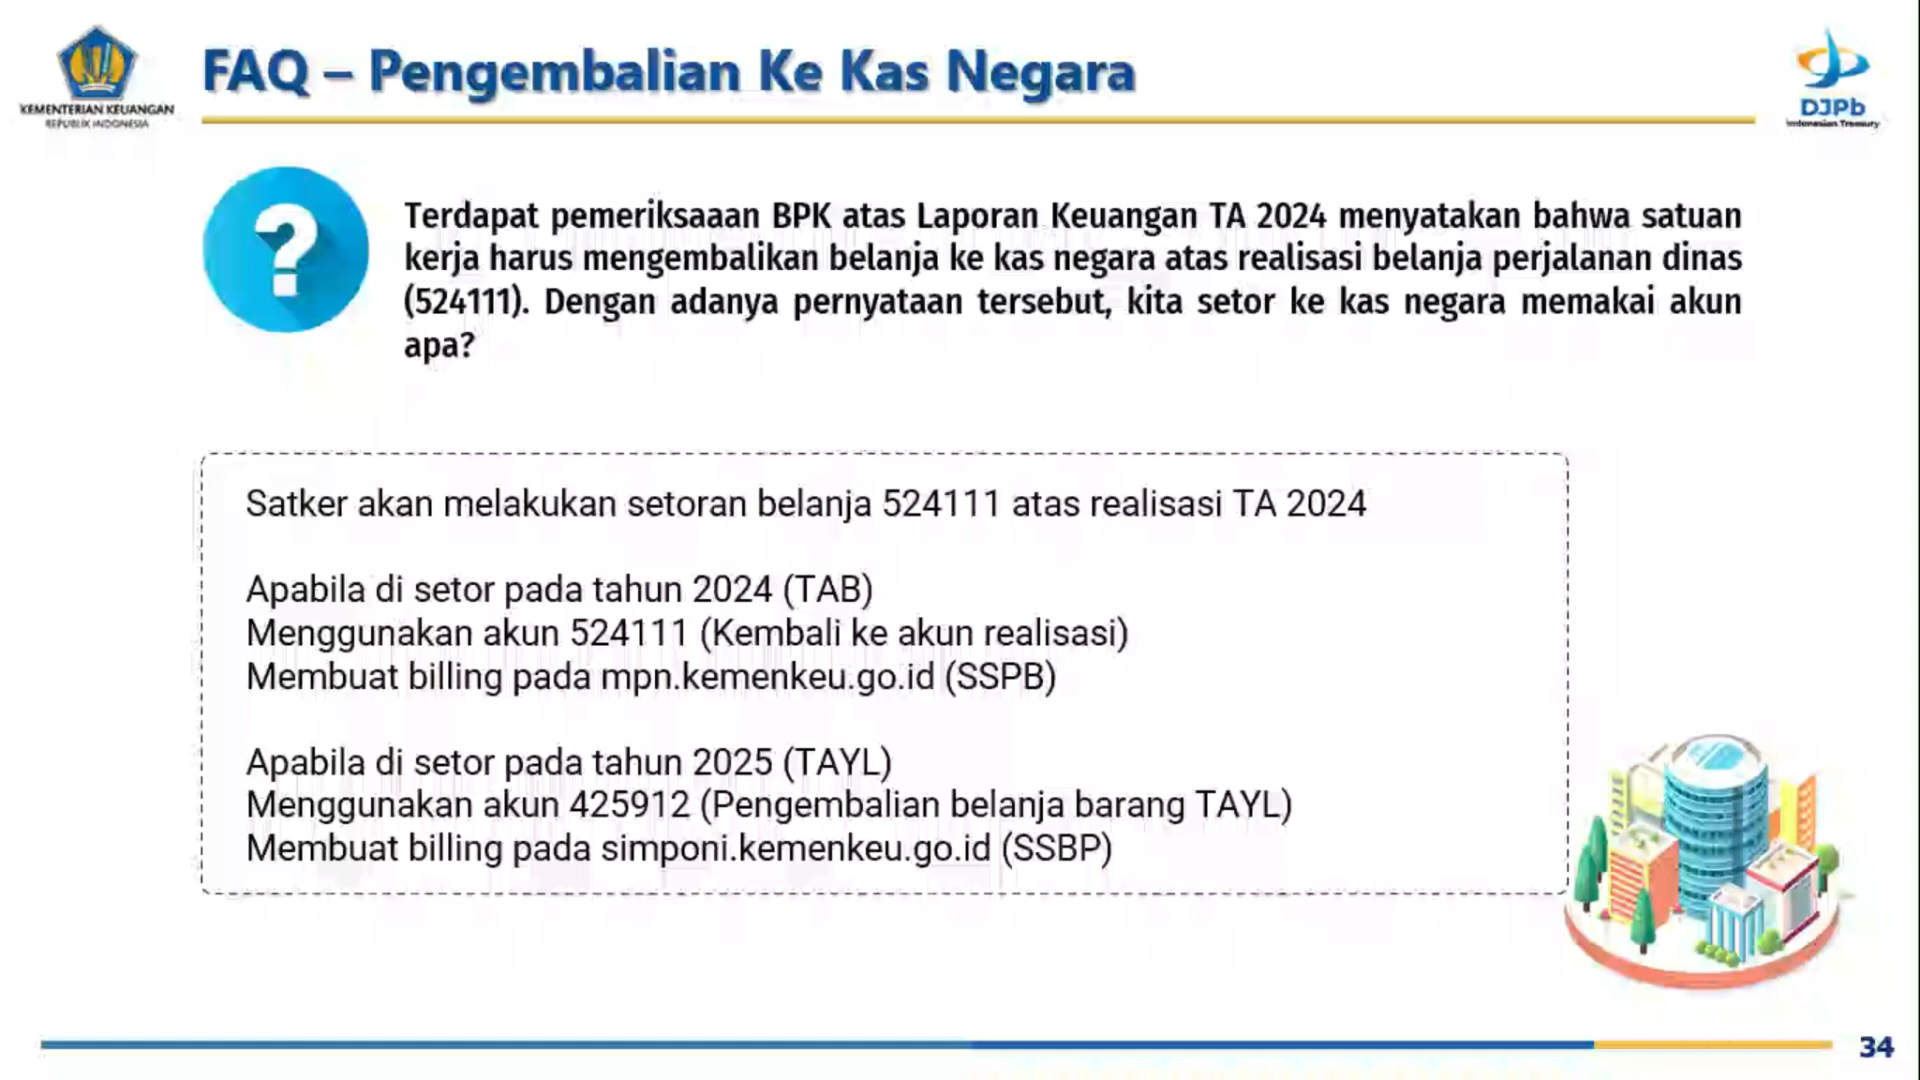 FAQ – Pengembalian Ke Kas Negara
KEMENTERIAN KEUANGAN
REPUBLIK INDONESIA
DJPb
Indonesian Treasury
Terdapat pemeriksaaan BPK atas Laporan Keuangan TA 2024 menyatakan bahwa satuan
kerja harus mengembalikan belanja ke kas negara atas realisasi belanja perjalanan dinas
(524111). Dengan adanya pernyataan tersebut, kita setor ke kas negara memakai akun
apa?
Satker akan melakukan setoran belanja 524111 atas realisasi TA 2024
Apabila di setor pada tahun 2024 (TAB)
Menggunakan akun 524111 (Kembali ke akun realisasi)
Membuat billing pada mpn.kemenkeu.go.id (SSPB)
Apabila di setor pada tahun 2025 (TAYL)
Menggunakan akun 425912 (Pengembalian belanja barang TAYL)
Membuat billing pada simponi.kemenkeu.go.id (SSBP)
34